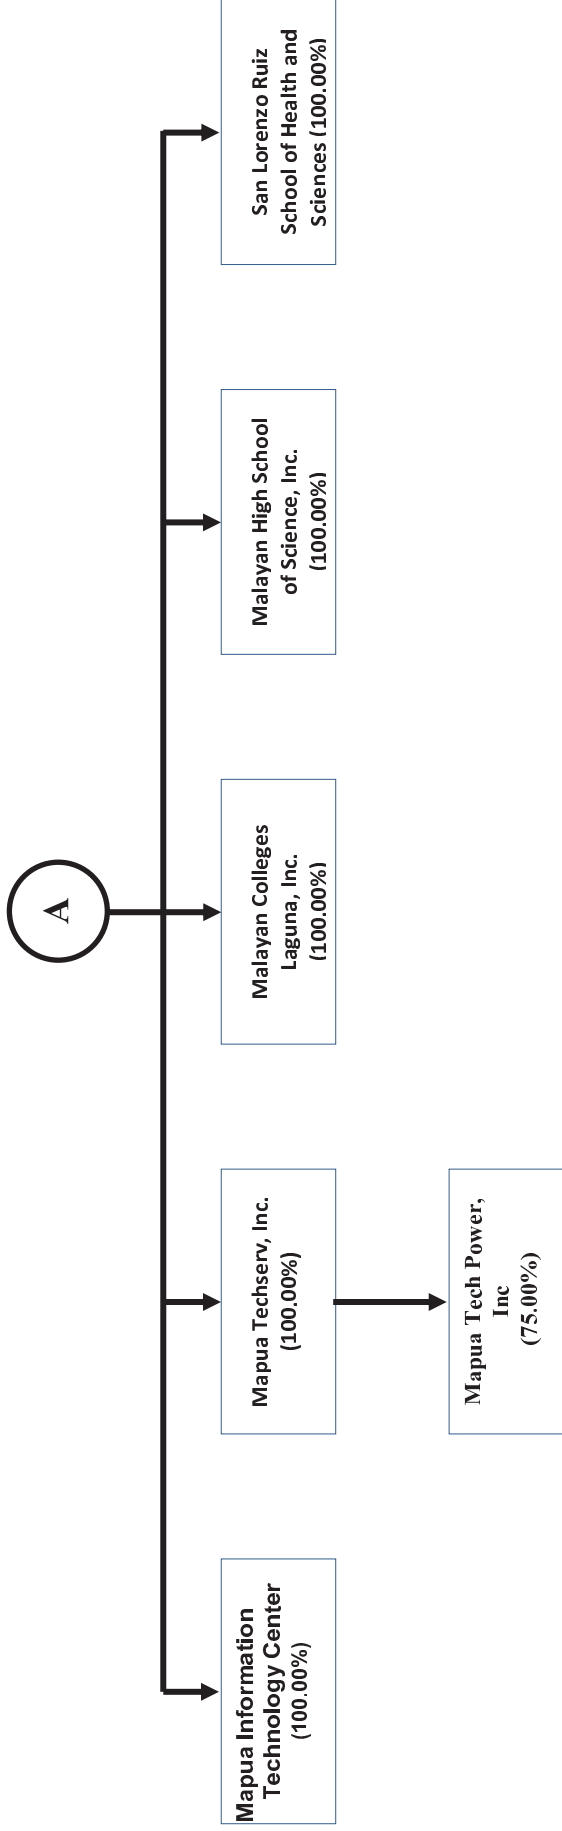 A
Mapua Information
Technology Center
(100.00%)
Mapua Techserv, Inc.
(100.00%)
Malayan Colleges
Laguna, Inc.
(100.00%)
Malayan High School
of Science, Inc.
(100.00%)
San Lorenzo Ruiz
School of Health and
Sciences (100.00%)
Mapua Tech Power,
Inc
(75.00%)